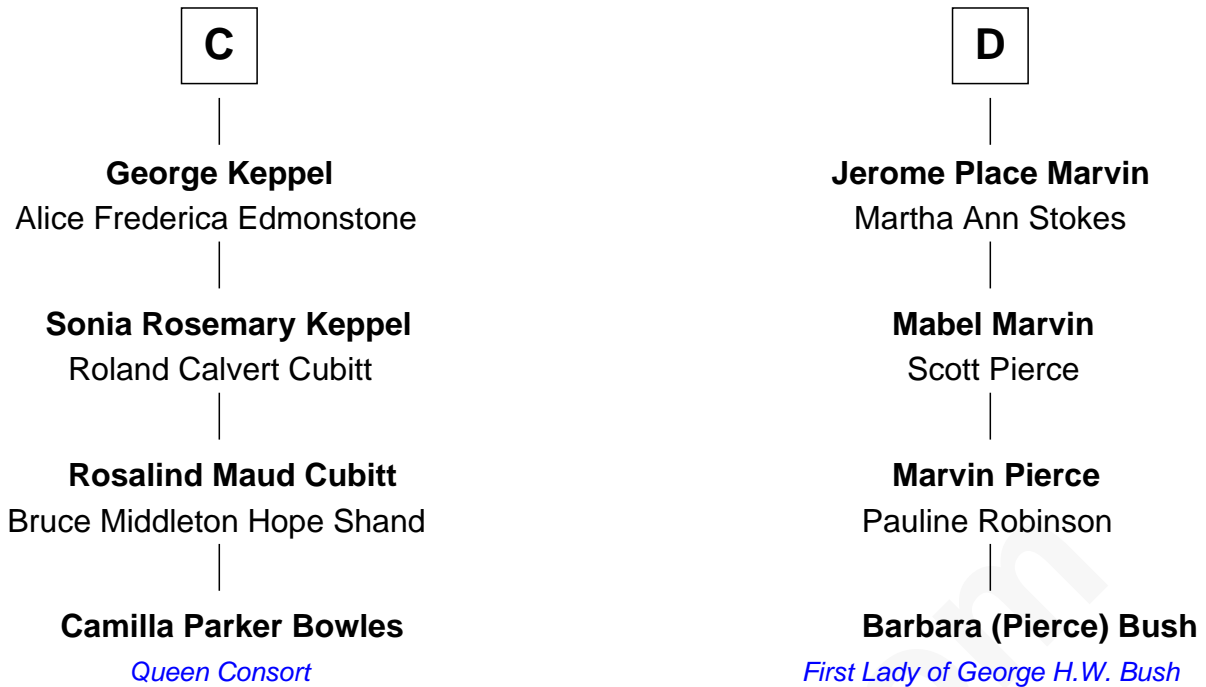 C
George Keppel
Alice Frederica Edmonstone
Sonia Rosemary Keppel
Roland Calvert Cubitt
Rosalind Maud Cubitt
Bruce Middleton Hope Shand
Camilla Parker Bowles
Queen Consort
D
Jerome Place Marvin
Martha Ann Stokes
Mabel Marvin
Scott Pierce
Marvin Pierce
Pauline Robinson
Barbara (Pierce) Bush
First Lady of George H.W. Bush